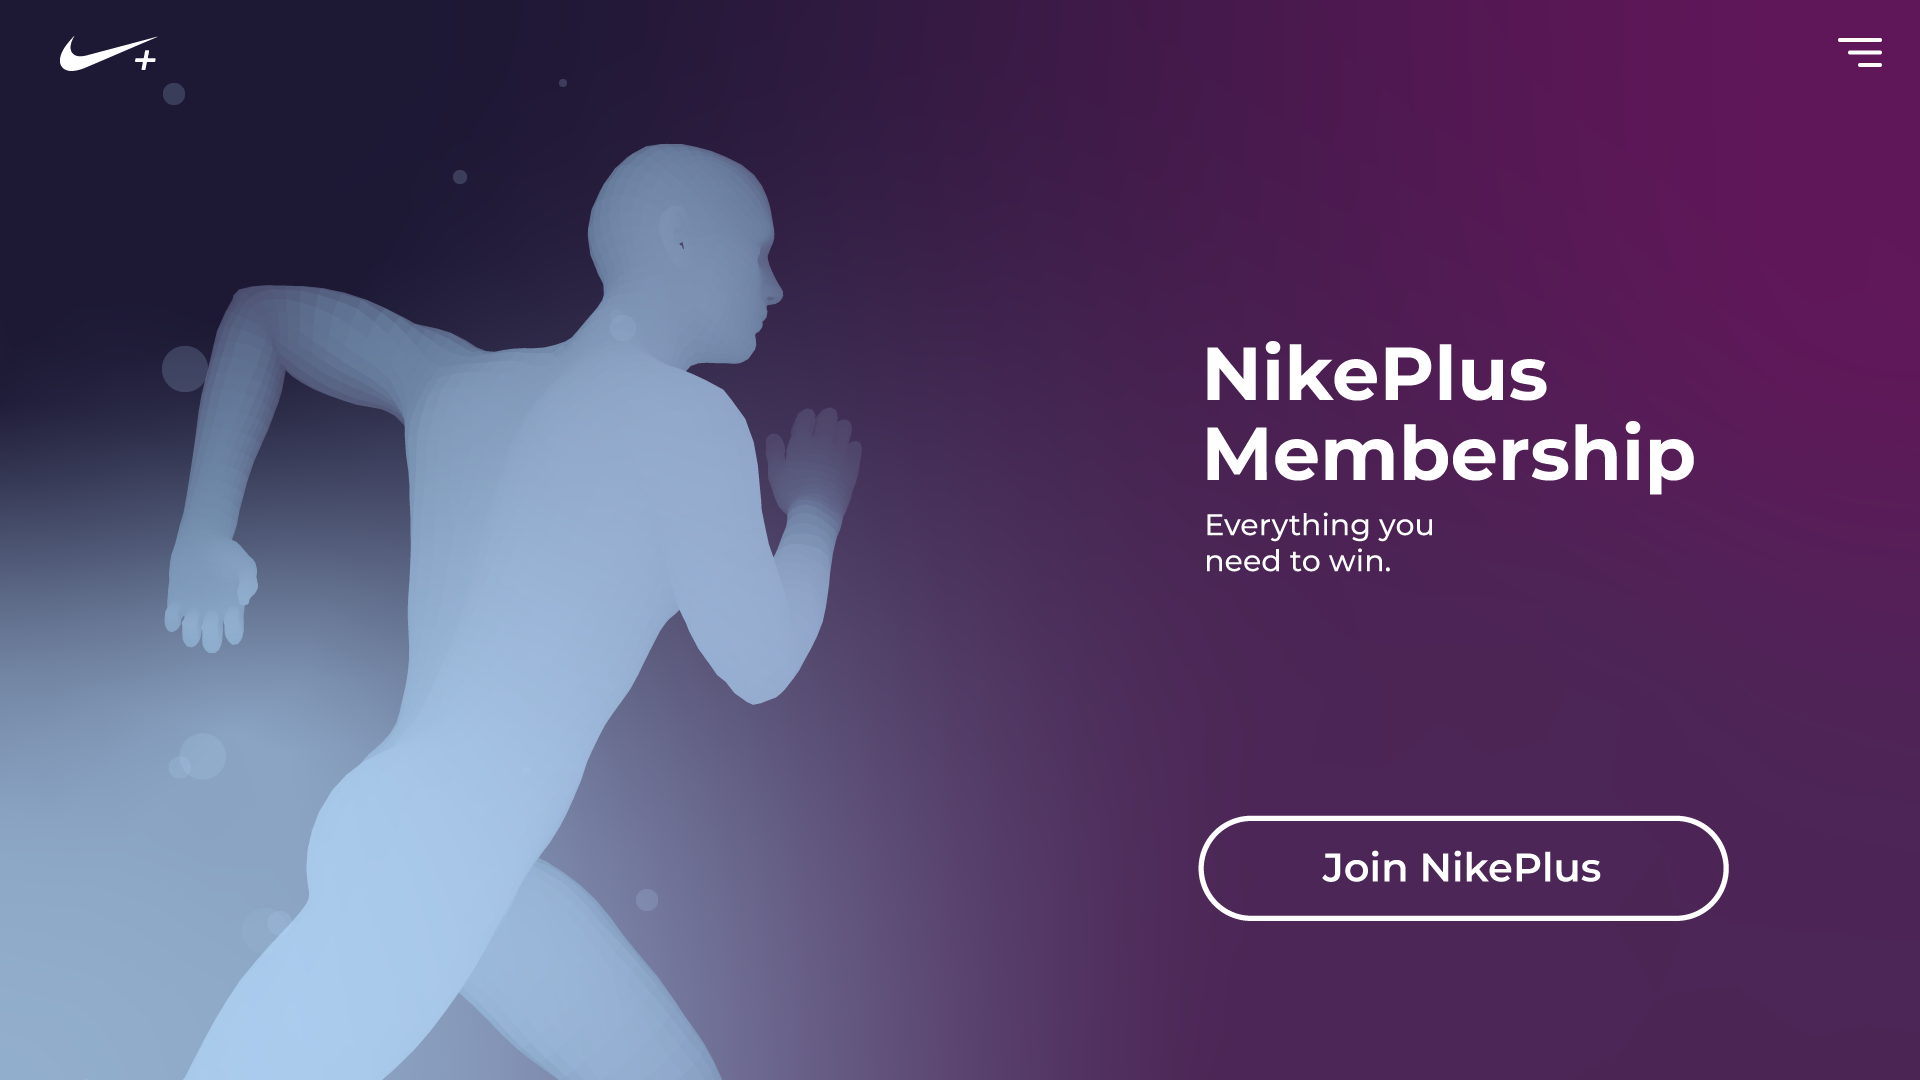 NikePlus
Membership
Everything you
need to win.
Join NikePlus